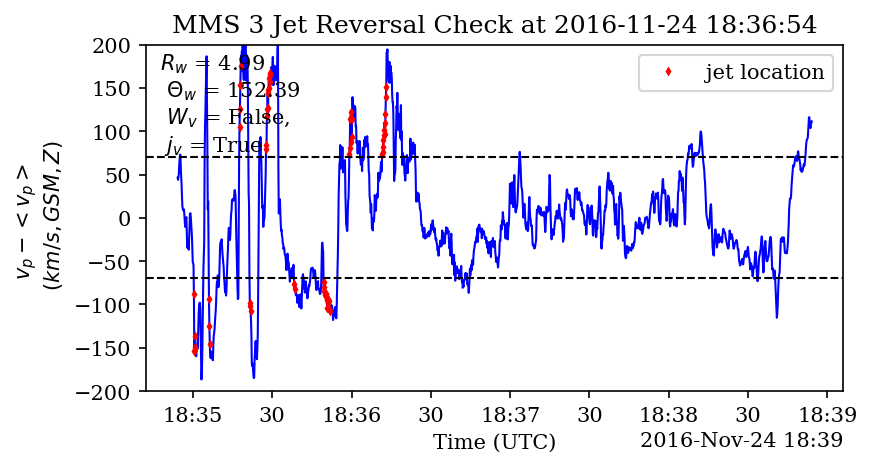 MMS 3 Jet Reversal Check at 2016-11-24 18:36:54
R_w = 4.99
Θ_w = 152.39
W_v = False,
j_v = True
jet location
v_p − <v_p>
(km/s, GSM, Z)
200
150
100
50
0
−50
−100
−150
−200
18:35 30 18:36 30 18:37 30 18:38 30 18:39
Time (UTC)
2016-Nov-24 18:39